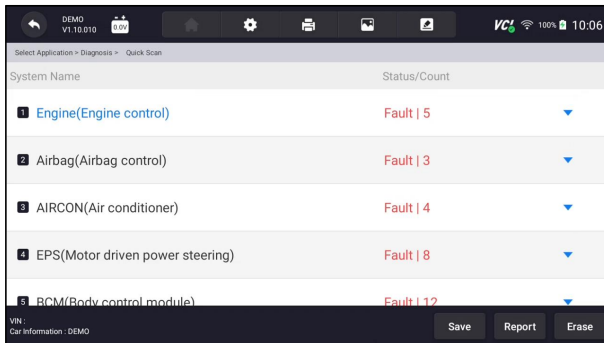 DEMO
V1.10.010
0.0V
VC!
100%
10:06
Select Application > Diagnosis > Quick Scan
System Name Status/Count
1 Engine(Engine control) Fault | 5
2 Airbag(Airbag control) Fault | 3
3 AIRCON(Air conditioner) Fault | 4
4 EPS(Motor driven power steering) Fault | 8
5 BCM(Body control module) Fault | 12
VIN :
Car Information : DEMO
Save Report Erase